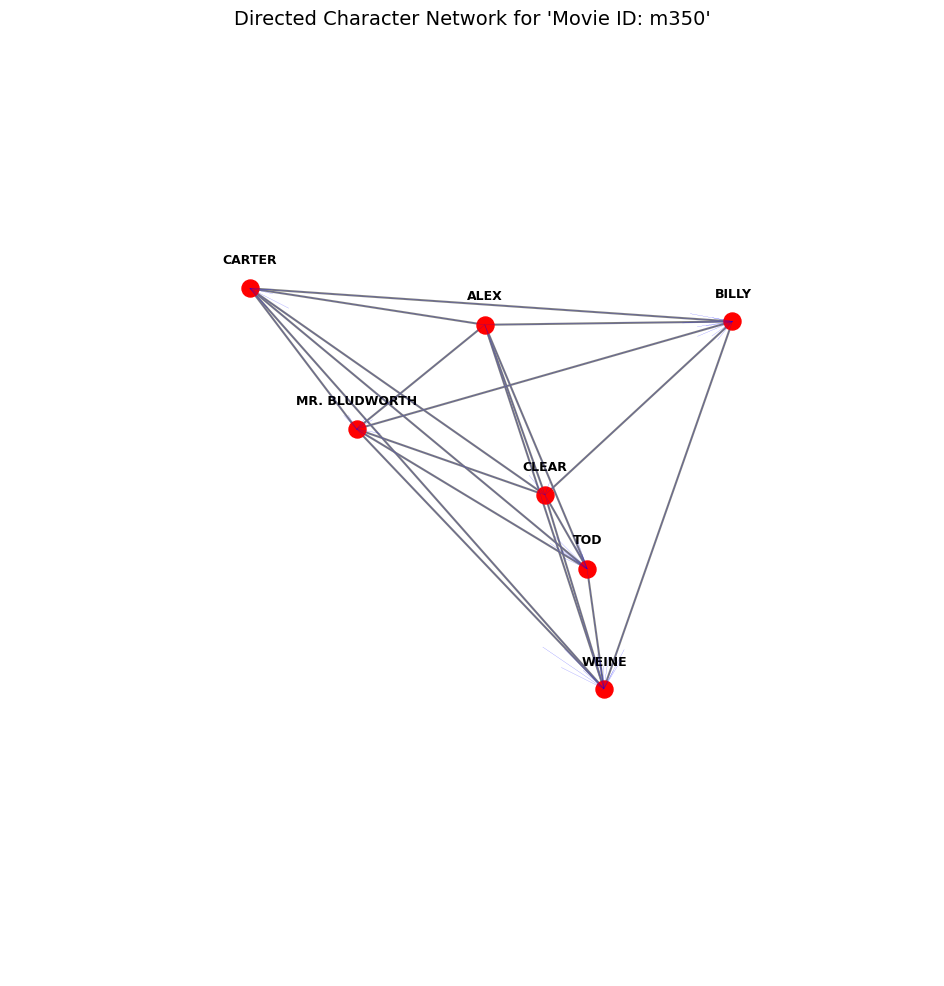 Directed Character Network for 'Movie ID: m350'
CARTER
BILLY
ALEX
MR. BLUDWORTH
CLEAR
TOD
WEINE